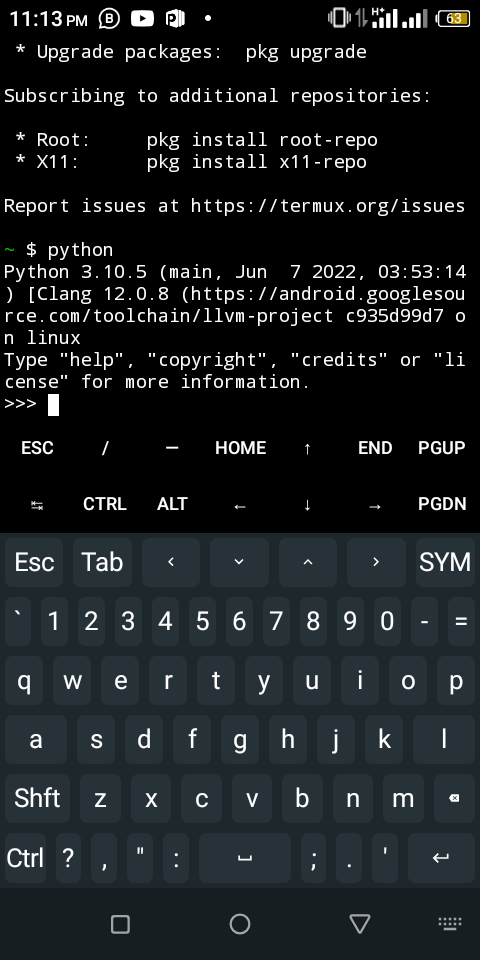 11:13 PM
H+
63
* Upgrade packages:  pkg upgrade
Subscribing to additional repositories:
* Root:     pkg install root-repo
* X11:      pkg install x11-repo
Report issues at https://termux.org/issues
~ $ python
Python 3.10.5 (main, Jun  7 2022, 03:53:14
) [Clang 12.0.8 (https://android.googlesou
rce.com/toolchain/llvm-project c935d99d7 o
n linux
Type "help", "copyright", "credits" or "li
cense" for more information.
>>>
ESC / — HOME ↑ END PGUP
↹ CTRL ALT ← ↓ → PGDN
Esc Tab ‹ ⌄ ^ › SYM
` 1 2 3 4 5 6 7 8 9 0 - =
q w e r t y u i o p
a s d f g h j k l
Shft z x c v b n m
Ctrl ? , " : ; . ' ↵